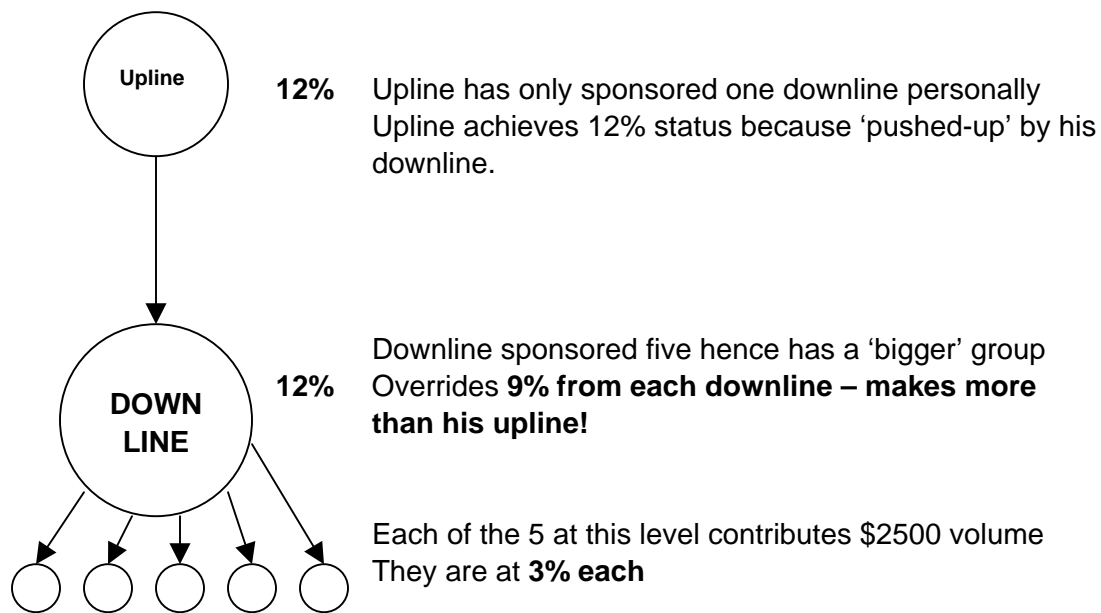 Upline
12% Upline has only sponsored one downline personally
Upline achieves 12% status because ‘pushed-up’ by his
downline.
DOWN
LINE
Downline sponsored five hence has a ‘bigger’ group
12% Overrides 9% from each downline – makes more
than his upline!
Each of the 5 at this level contributes $2500 volume
They are at 3% each